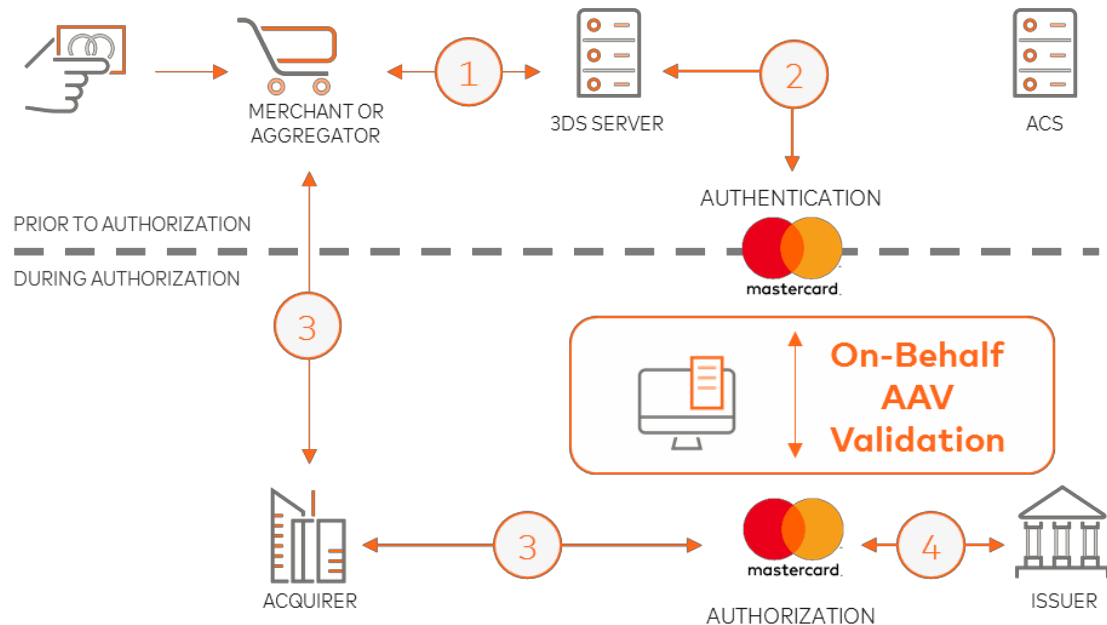 1
2
MERCHANT OR
AGGREGATOR
3DS SERVER
ACS
AUTHENTICATION
PRIOR TO AUTHORIZATION
mastercard.
DURING AUTHORIZATION
3
On-Behalf
AAV
Validation
3
4
mastercard.
ACQUIRER
AUTHORIZATION
ISSUER